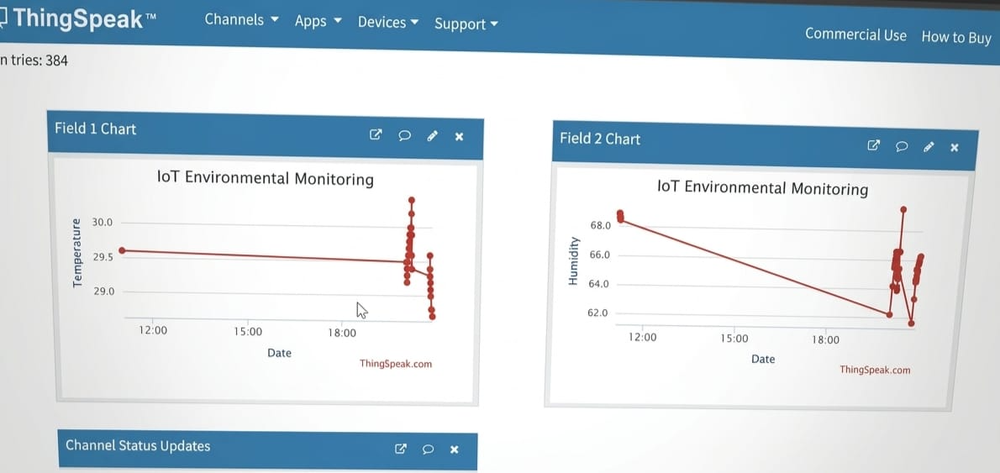 ThingSpeak™ Channels Apps Devices Support Commercial Use How to Buy
n tries: 384
Field 1 Chart
IoT Environmental Monitoring
Temperature
30.0
29.5
29.0
12:00 15:00 18:00
Date
ThingSpeak.com
Field 2 Chart
IoT Environmental Monitoring
Humidity
68.0
66.0
64.0
62.0
12:00 15:00 18:00
Date
ThingSpeak.com
Channel Status Updates